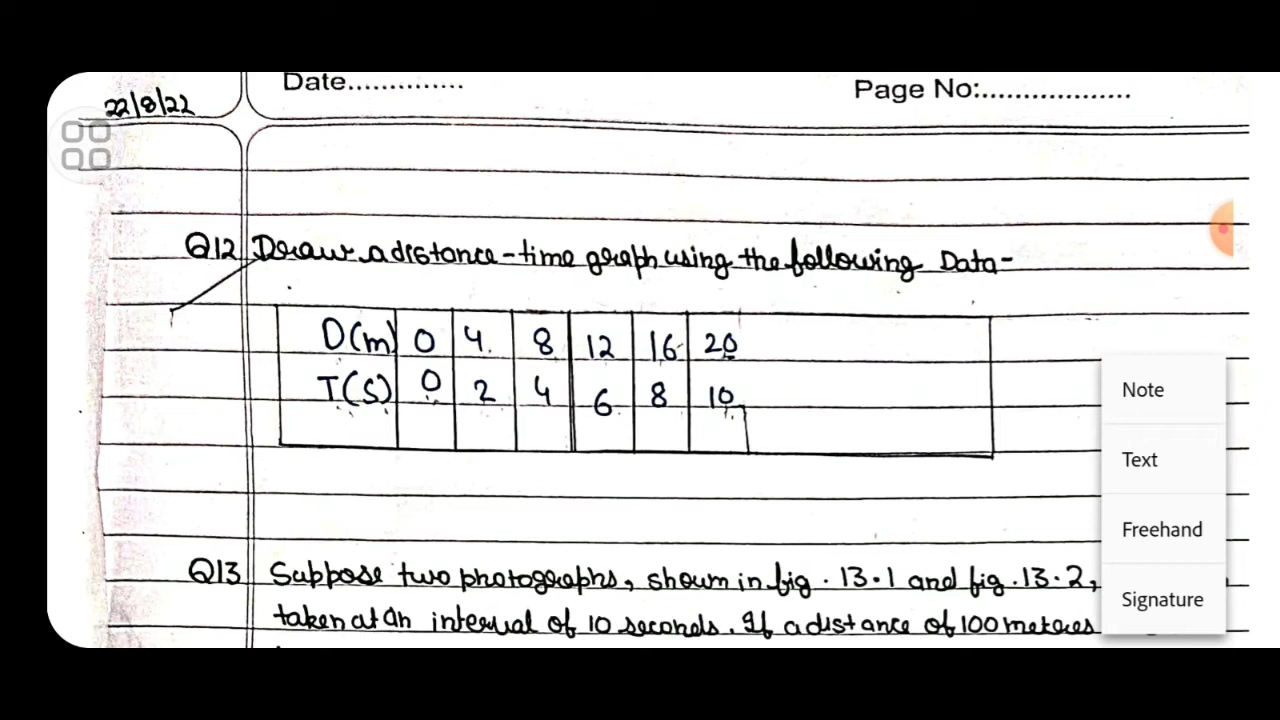 Date..............
Page No:..................
22/8/22
Q12 Draw a distance-time graph using the following Data-
D(m) 0 4 8 12 16 20
T(S) 0 2 4 6 8 10
Note
Text
Freehand
Signature
Q13 Suppose two photographs, shown in fig. 13.1 and fig. 13.2,
taken at an interval of 10 seconds. If a distance of 100 meteres